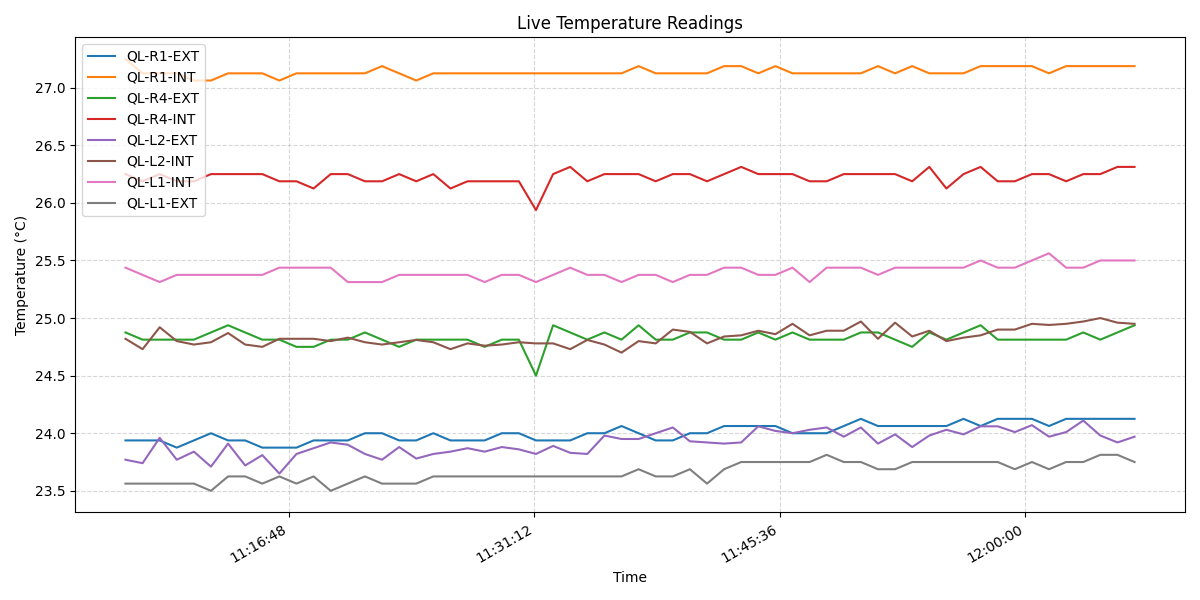 Live Temperature Readings
QL-R1-EXT
QL-R1-INT
QL-R4-EXT
QL-R4-INT
QL-L2-EXT
QL-L2-INT
QL-L1-INT
QL-L1-EXT
27.0
26.5
26.0
25.5
25.0
24.5
24.0
23.5
Temperature (°C)
11:16:48
11:31:12
11:45:36
12:00:00
Time